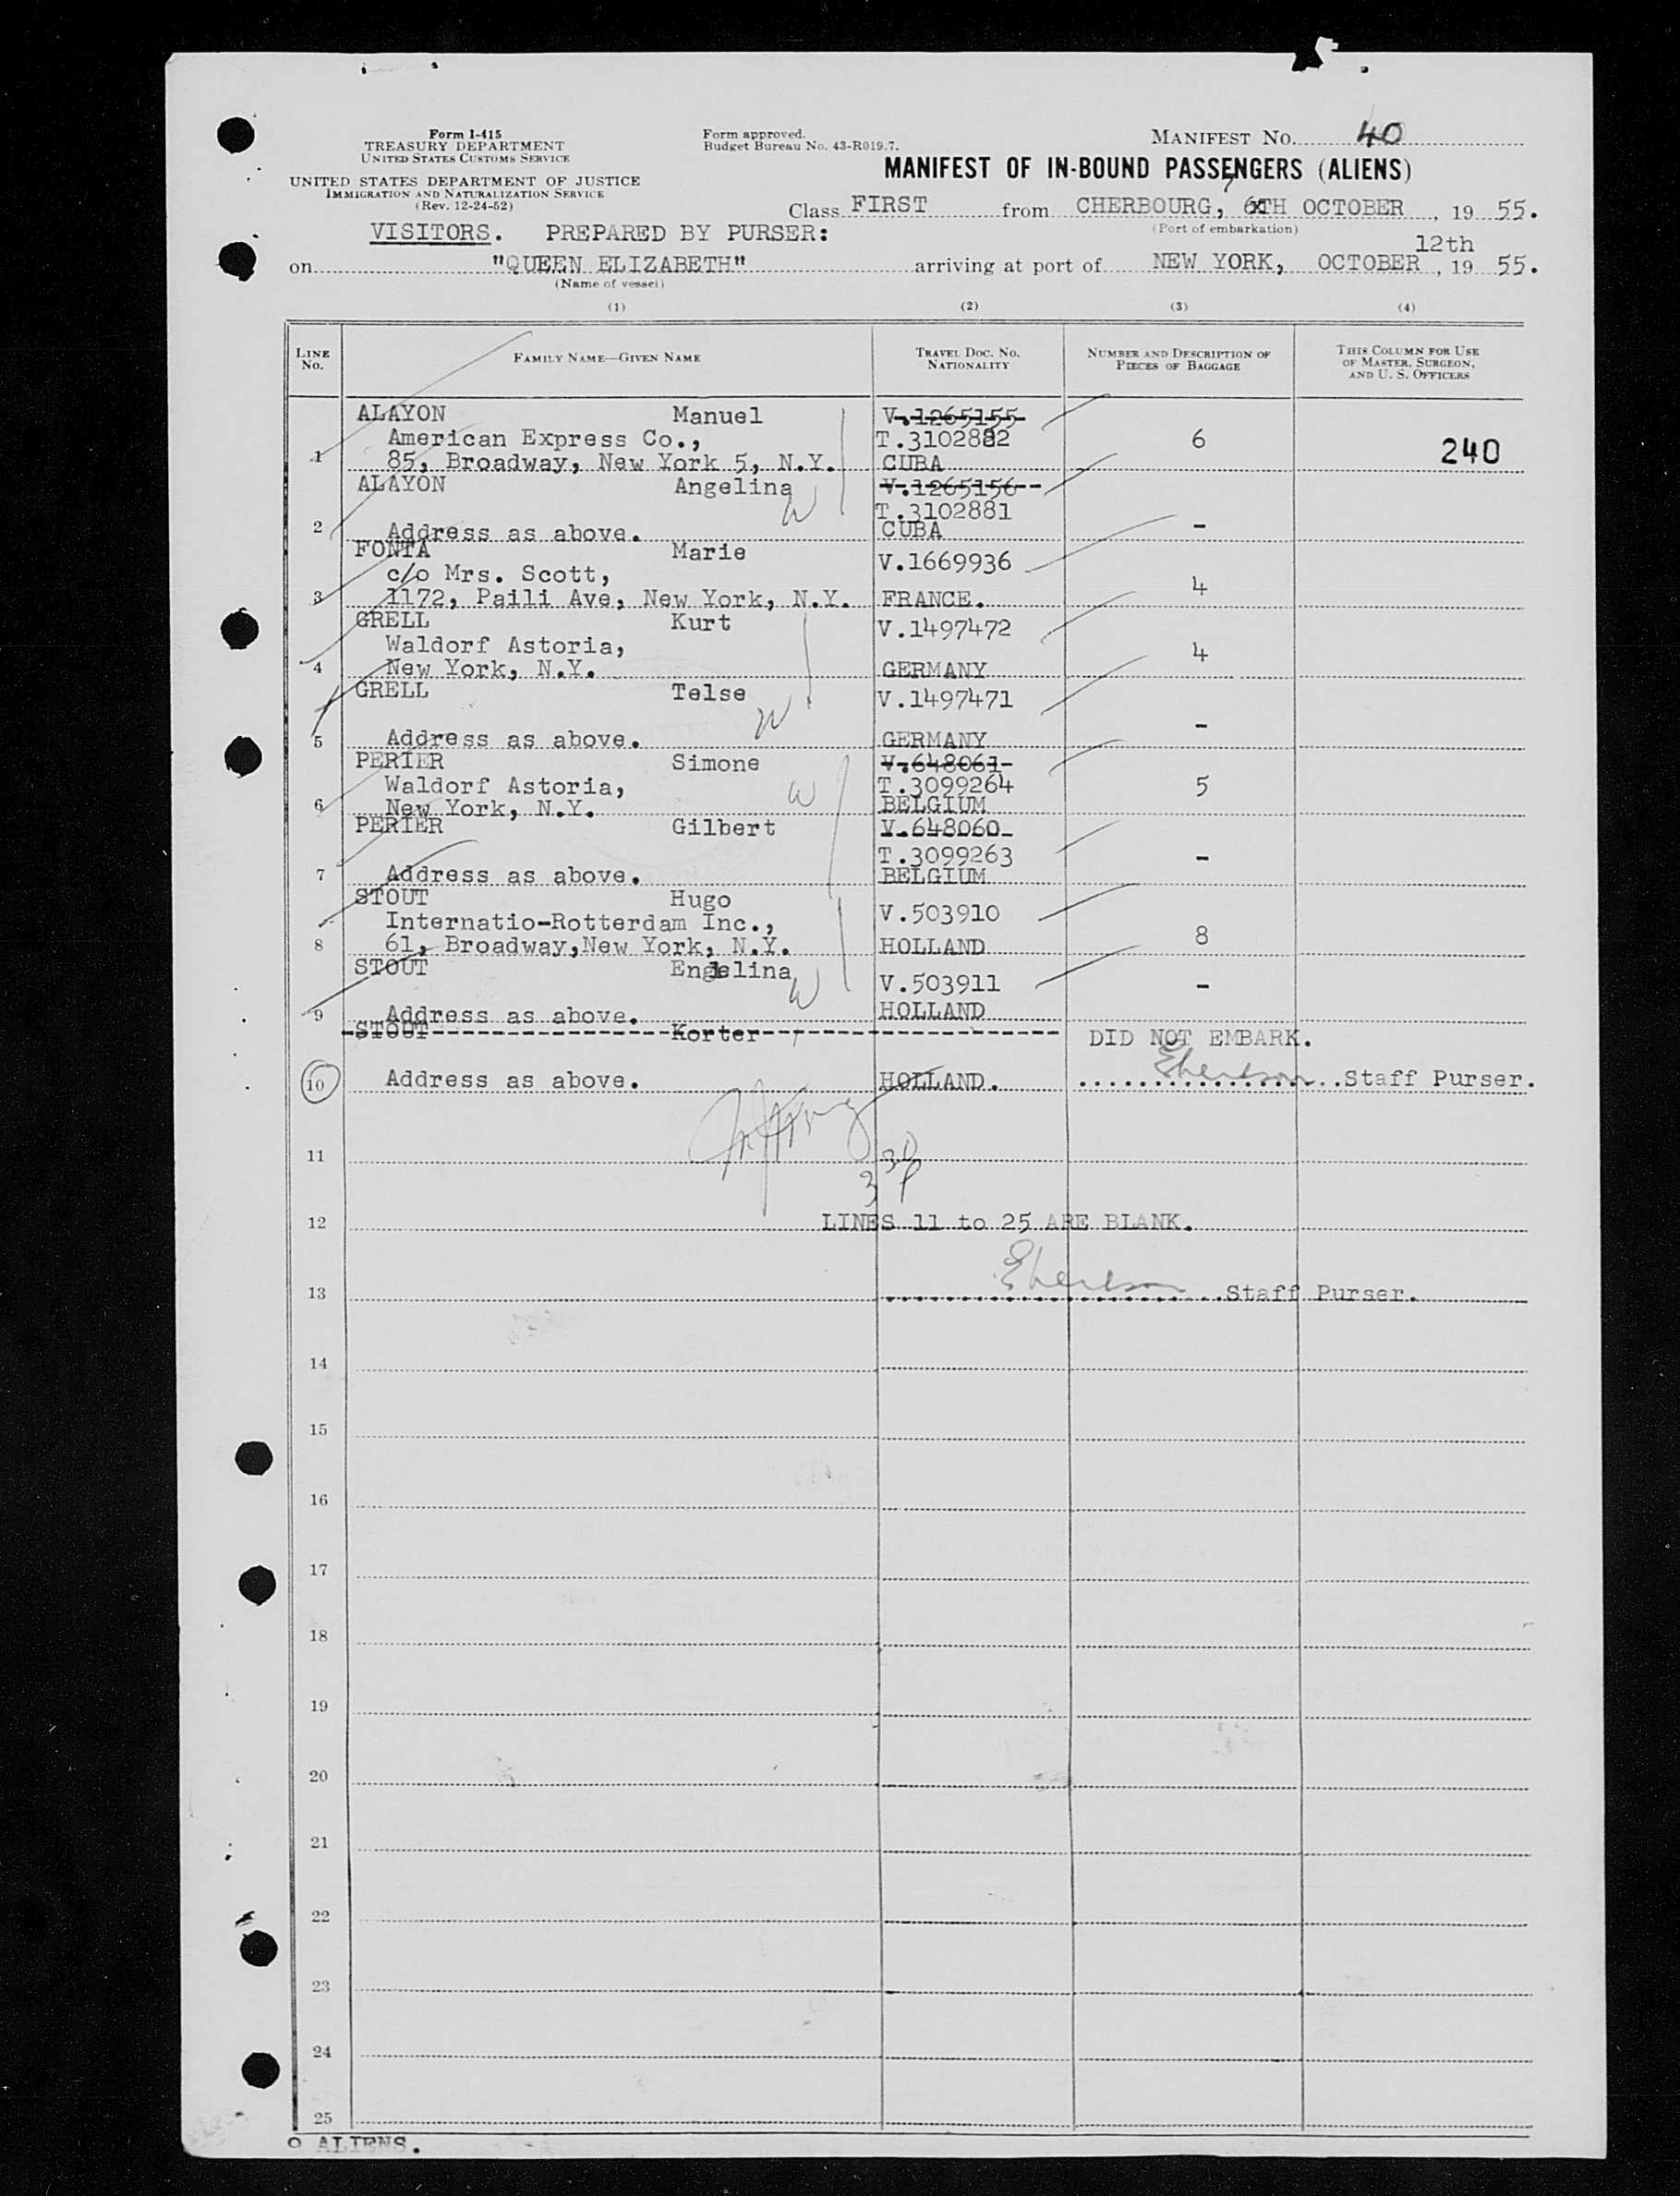 Form I-415
TREASURY DEPARTMENT
UNITED STATES CUSTOMS SERVICE
UNITED STATES DEPARTMENT OF JUSTICE
IMMIGRATION AND NATURALIZATION SERVICE
(Rev. 12-24-52)
Form approved.
Budget Bureau No. 43-R019.7.
MANIFEST NO. 40
MANIFEST OF IN-BOUND PASSENGERS (ALIENS)
7
Class FIRST from CHERBOURG, 6TH OCTOBER, 19 55.
(Port of embarkation)
VISITORS. PREPARED BY PURSER:
12th
on "QUEEN ELIZABETH" arriving at port of NEW YORK, OCTOBER, 19 55.
(Name of vessel)
(1) (2) (3) (4)
LINE NO. FAMILY NAME—GIVEN NAME TRAVEL DOC. NO. NATIONALITY NUMBER AND DESCRIPTION OF PIECES OF BAGGAGE THIS COLUMN FOR USE OF MASTER, SURGEON, AND U. S. OFFICERS
ALAYON Manuel V.1265155
American Express Co., T.3102882 6
1 85, Broadway, New York 5, N.Y. CUBA 240
ALAYON Angelina V.1265156
W T.3102881
2 Address as above. CUBA -
FONTA Marie V.1669936
c/o Mrs. Scott,
3 1172, Paili Ave, New York, N.Y. FRANCE. 4
GRELL Kurt V.1497472
Waldorf Astoria,
4 New York, N.Y. GERMANY 4
GRELL Telse V.1497471
W
5 Address as above. GERMANY -
PERIER Simone V.648061
Waldorf Astoria, W T.3099264 5
6 New York, N.Y. BELGIUM
PERIER Gilbert V.648060
T.3099263 -
7 Address as above. BELGIUM
STOUT Hugo V.503910
Internatio-Rotterdam Inc.,
8 61, Broadway,New York, N.Y. HOLLAND 8
STOUT Engelina V.503911
W -
9 Address as above. HOLLAND
STOUT Korter DID NOT EMBARK.
10 Address as above. HOLLAND. Staff Purser.
11
12 LINES 11 to 25 ARE BLANK.
13 Staff Purser.
14
15
16
17
18
19
20
21
22
23
24
25
ALIENS.